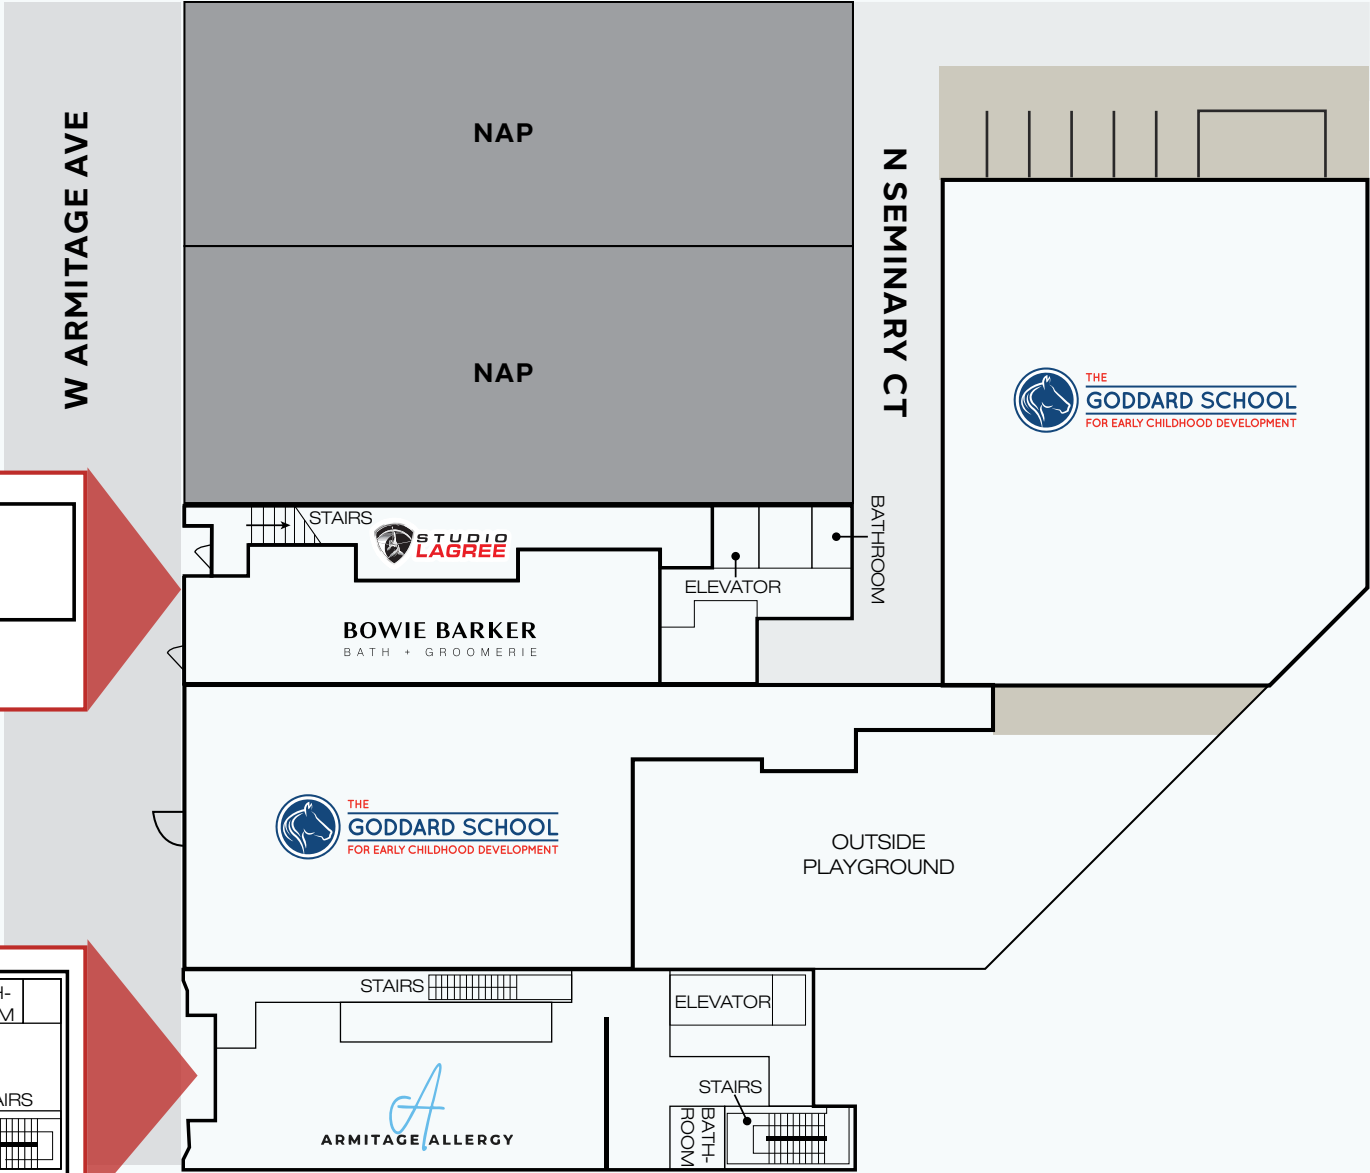 W ARMITAGE AVE
NAP
NAP
N SEMINARY CT
THE
GODDARD SCHOOL
FOR EARLY CHILDHOOD DEVELOPMENT
STAIRS
STUDIO
LAGREE
BATHROOM
ELEVATOR
BOWIE BARKER
BATH + GROOMERIE
THE
GODDARD SCHOOL
FOR EARLY CHILDHOOD DEVELOPMENT
OUTSIDE
PLAYGROUND
STAIRS
ELEVATOR
H-
M
AIRS
STAIRS
BATH-
ROOM
A
ARMITAGE ALLERGY